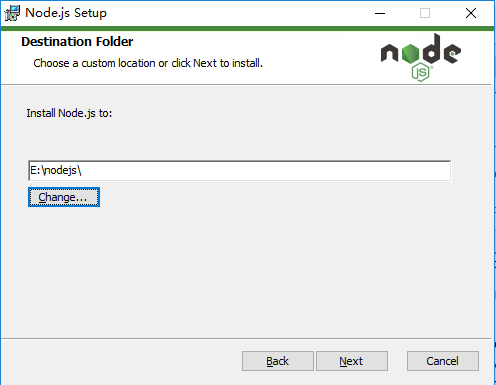 Node.js Setup
Destination Folder
Choose a custom location or click Next to install.
node
JS
Install Node.js to:
E:\nodejs\
Change...
Back
Next
Cancel